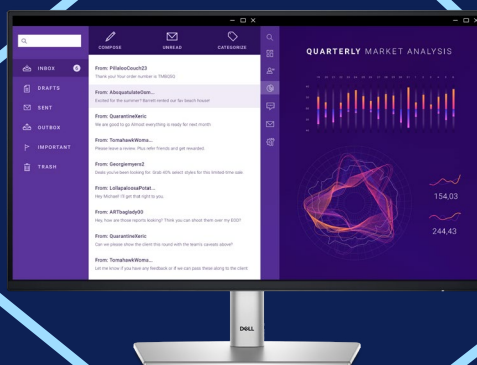 COMPOSE
UNREAD
CATEGORIZE
INBOX
DRAFTS
SENT
OUTBOX
IMPORTANT
TRASH
From: PillalooCouch23
Thank you! Your order number is
From: AbsquatulateOsm...
Excited for the summer? Barrett rented our fav beach house!
From: QuarantineXeric
We are good to go Almost everything is ready for next month
From: TomahawkWoma...
Please leave a review. Plus refer friends and get rewarded.
From: Georgiemyers2
Deals you've been looking for. Grab 60% select styles for this limited time sale.
From: LollapaloosaPotat...
Hey Michael! I'll get that right to you.
From: ARTbaglady00
Hey, how are those reports looking? Think you can shoot them over my EOD?
From: QuarantineXeric
Can we please show the client this round with the team's caveats above?
From: TomahawkWoma...
Let me know if you have any feedback or if we can pass these along to the client
QUARTERLY MARKET ANALYSIS
154,03
244,43
DELL